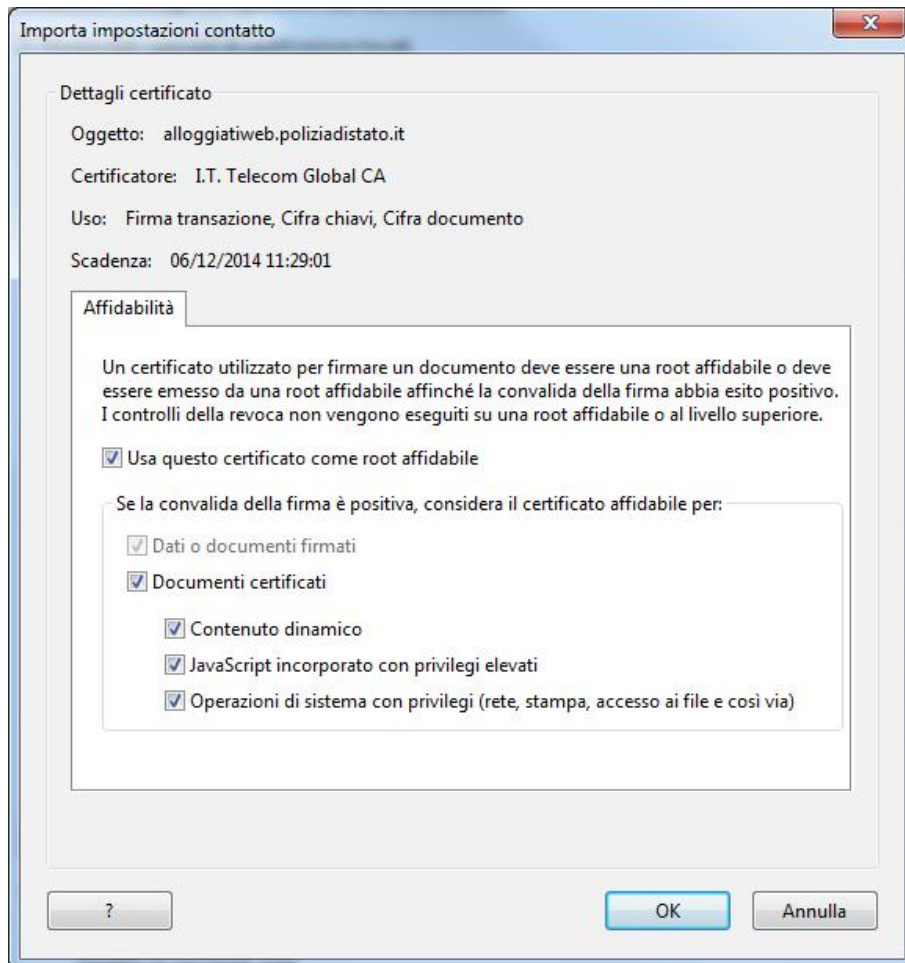 Importa impostazioni contatto
Dettagli certificato
Oggetto: alloggiatiweb.poliziadistato.it
Certificatore: I.T. Telecom Global CA
Uso: Firma transazione, Cifra chiavi, Cifra documento
Scadenza: 06/12/2014 11:29:01
Affidabilità
Un certificato utilizzato per firmare un documento deve essere una root affidabile o deve
essere emesso da una root affidabile affinché la convalida della firma abbia esito positivo.
I controlli della revoca non vengono eseguiti su una root affidabile o al livello superiore.
Usa questo certificato come root affidabile
Se la convalida della firma è positiva, considera il certificato affidabile per:
Dati o documenti firmati
Documenti certificati
Contenuto dinamico
JavaScript incorporato con privilegi elevati
Operazioni di sistema con privilegi (rete, stampa, accesso ai file e così via)
? OK Annulla